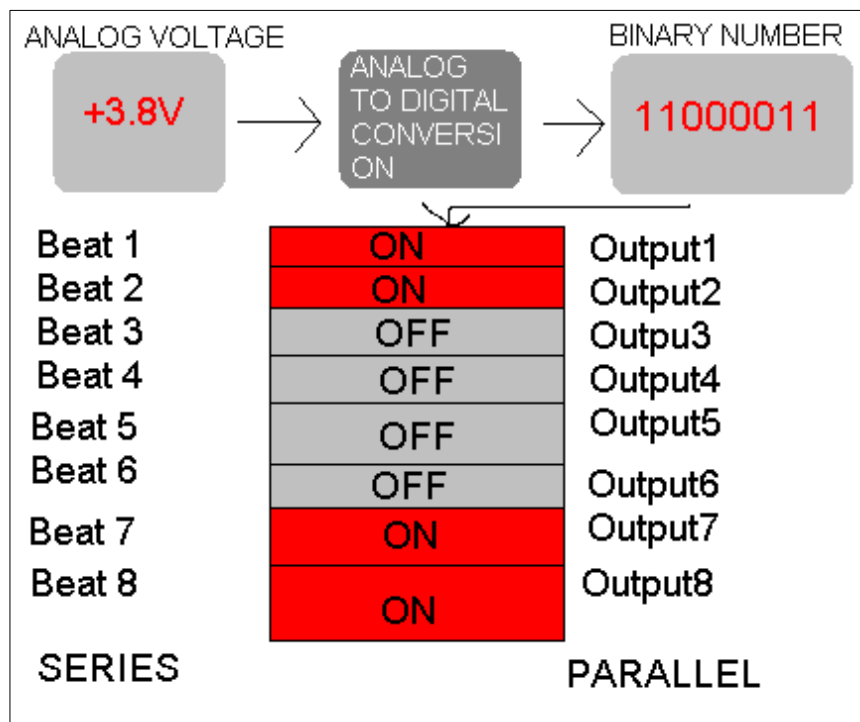 ANALOG VOLTAGE
BINARY NUMBER
+3.8V
ANALOG
TO DIGITAL
CONVERSI
ON
11000011
Beat 1
ON
Output1
Beat 2
ON
Output2
Beat 3
OFF
Outpu3
Beat 4
OFF
Output4
Beat 5
OFF
Output5
Beat 6
OFF
Output6
Beat 7
ON
Output7
Beat 8
ON
Output8
SERIES
PARALLEL